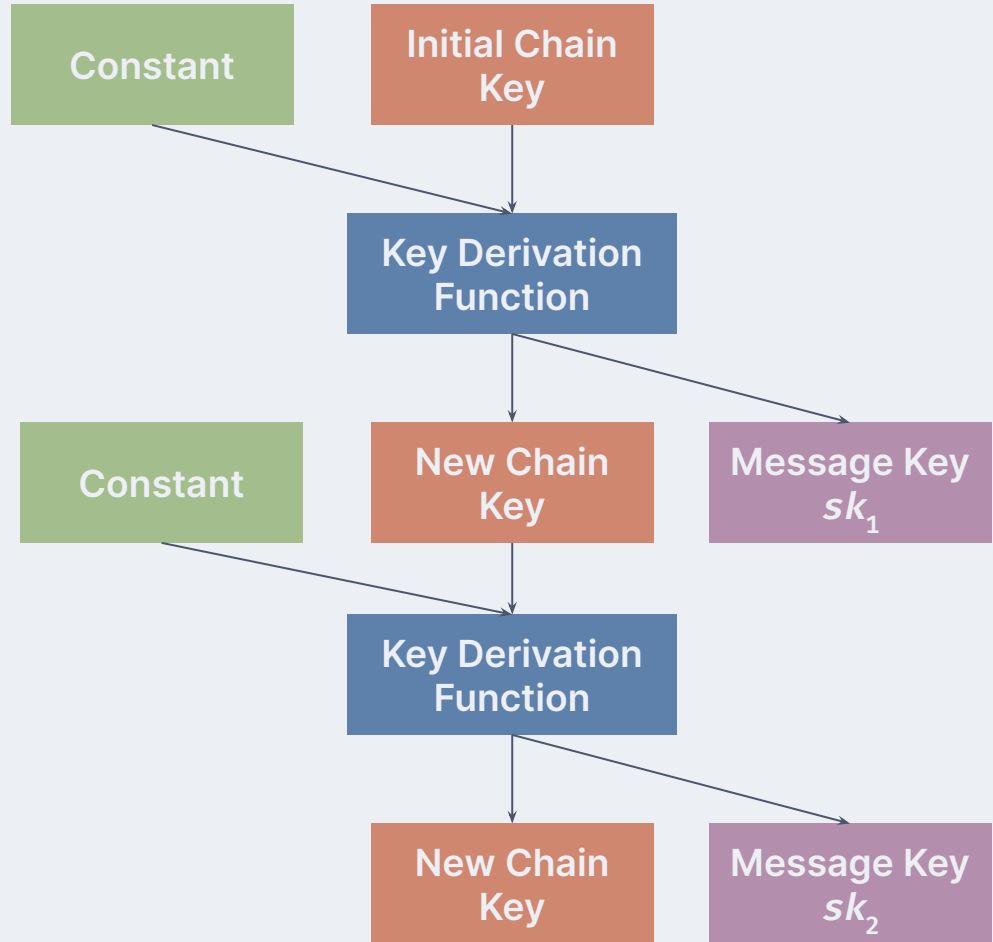 Constant
Initial Chain
Key
Key Derivation
Function
Constant
New Chain
Key
Message Key
sk₁
Key Derivation
Function
New Chain
Key
Message Key
sk₂